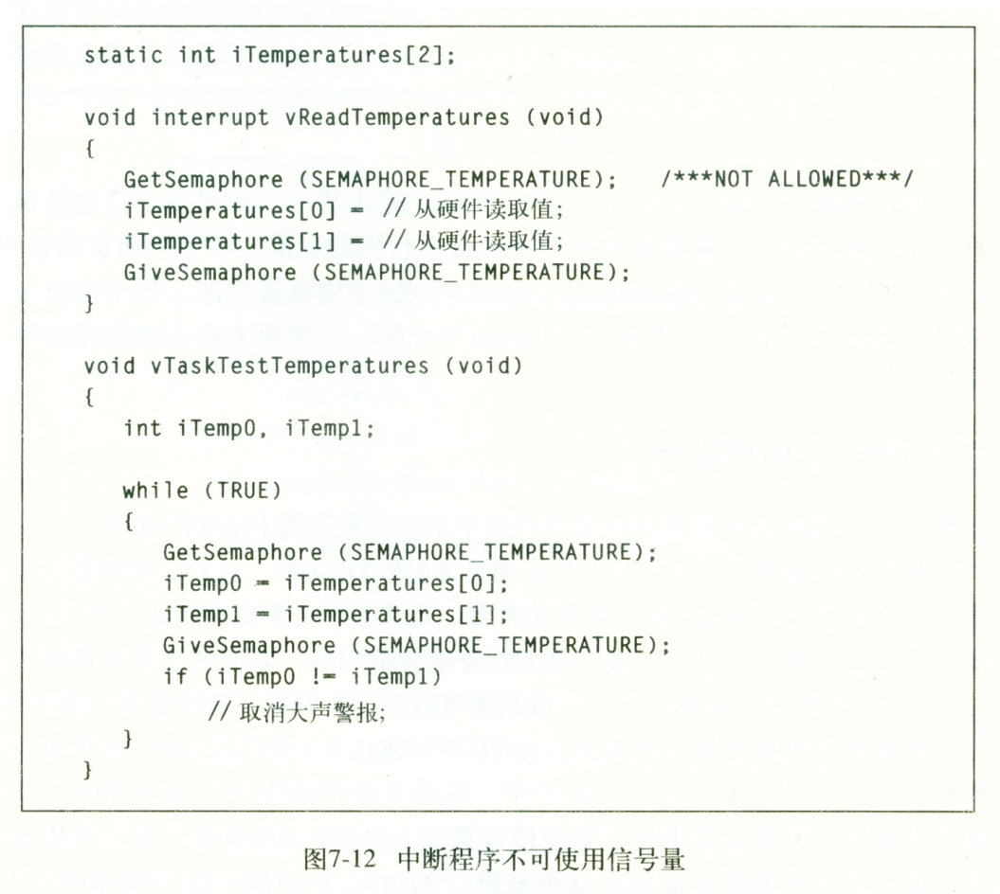 static int iTemperatures[2];
void interrupt vReadTemperatures (void)
{
GetSemaphore (SEMAPHORE_TEMPERATURE); /***NOT ALLOWED***/
iTemperatures[0] = // 从硬件读取值;
iTemperatures[1] = // 从硬件读取值;
GiveSemaphore (SEMAPHORE_TEMPERATURE);
}
void vTaskTestTemperatures (void)
{
int iTemp0, iTemp1;
while (TRUE)
{
GetSemaphore (SEMAPHORE_TEMPERATURE);
iTemp0 = iTemperatures[0];
iTemp1 = iTemperatures[1];
GiveSemaphore (SEMAPHORE_TEMPERATURE);
if (iTemp0 != iTemp1)
// 取消大声警报;
}
}
图7-12 中断程序不可使用信号量